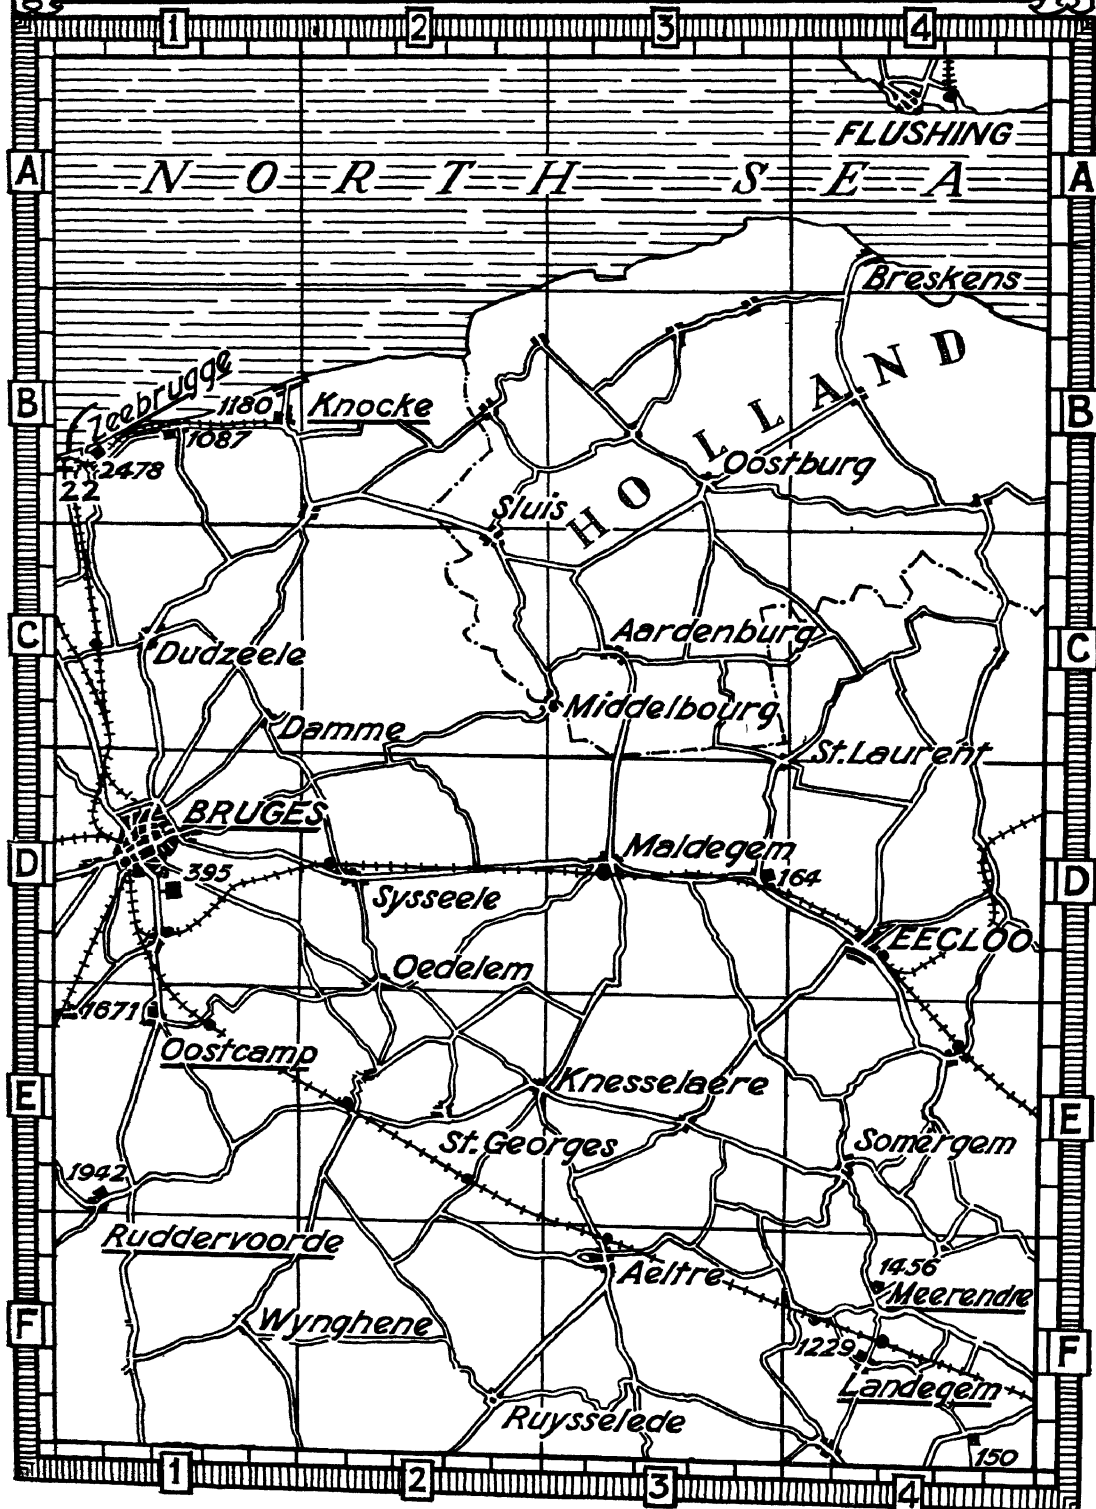 1 2 3 4
FLUSHING
A A
NORTH SEA
Breskens
HOLLAND
Zeebrugge
B B
1180 Knocke
1087
2478
22
Oostburg
Sluis
C C
Aardenburg
Dudzeele
Middelbourg
Damme
St. Laurent
BRUGES
Maldegem
D D
395 164
Sysseele
EECLOO
Oedelem
1671
Oostcamp
Knesselaere
E E
St. Georges Somergem
1942
Ruddervoorde
1456
Aeltre
Meerendre
F F
Wynghene
1229
Landegem
Ruysselede
150
1 2 3 4